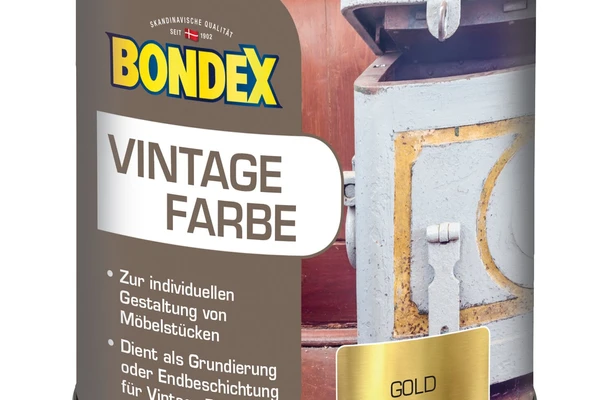 SKANDINAVISCHE QUALITÄT
SEIT 1902
BONDEX
VINTAGE
FARBE
• Zur individuellen
Gestaltung von
Möbelstücken
• Dient als Grundierung
oder Endbeschichtung
für
GOLD